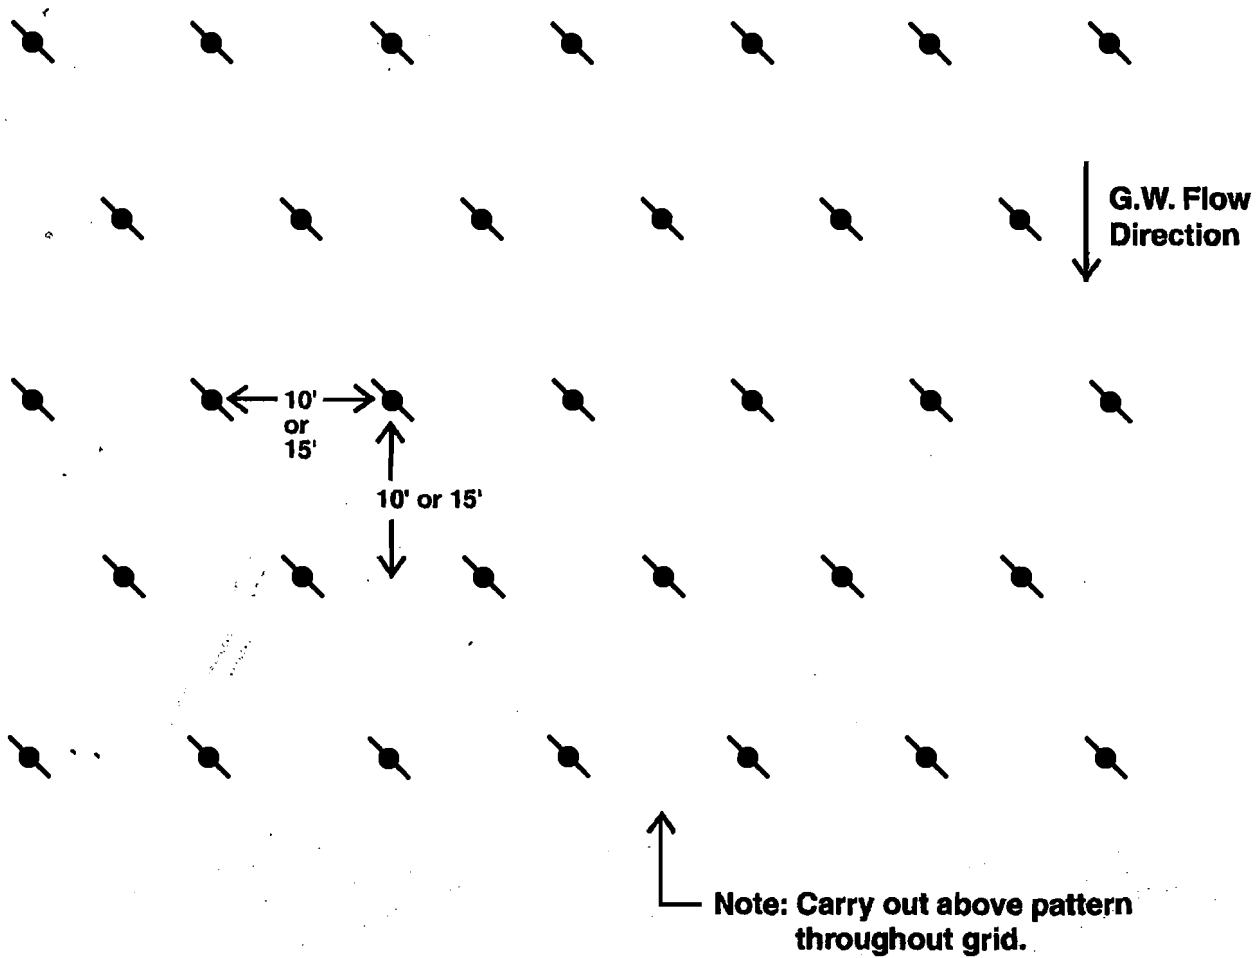 G.W. Flow
Direction
10'
or
15'
10' or 15'
Note: Carry out above pattern
throughout grid.